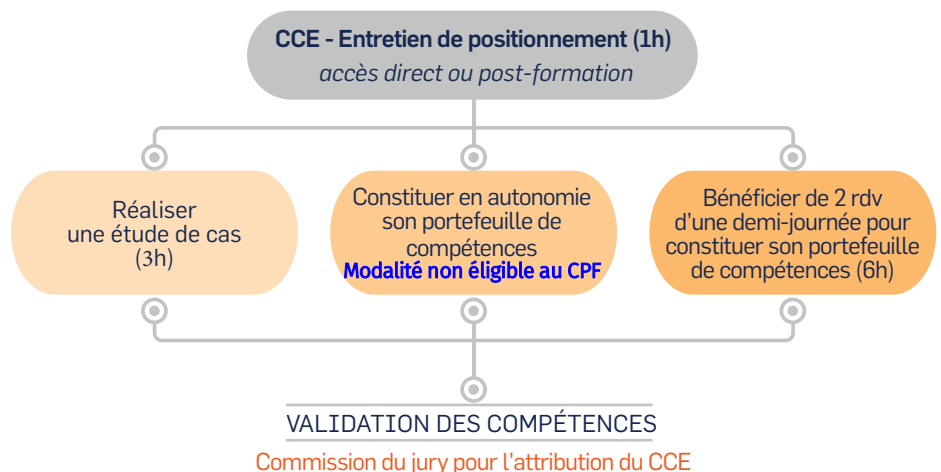 CCE - Entretien de positionnement (1h)
accès direct ou post-formation
Réaliser
une étude de cas
(3h)
Constituer en autonomie
son portefeuille de
compétences
Modalité non éligible au CPF
Bénéficier de 2 rdv
d'une demi-journée pour
constituer son portefeuille
de compétences (6h)
VALIDATION DES COMPÉTENCES
Commission du jury pour l'attribution du CCE